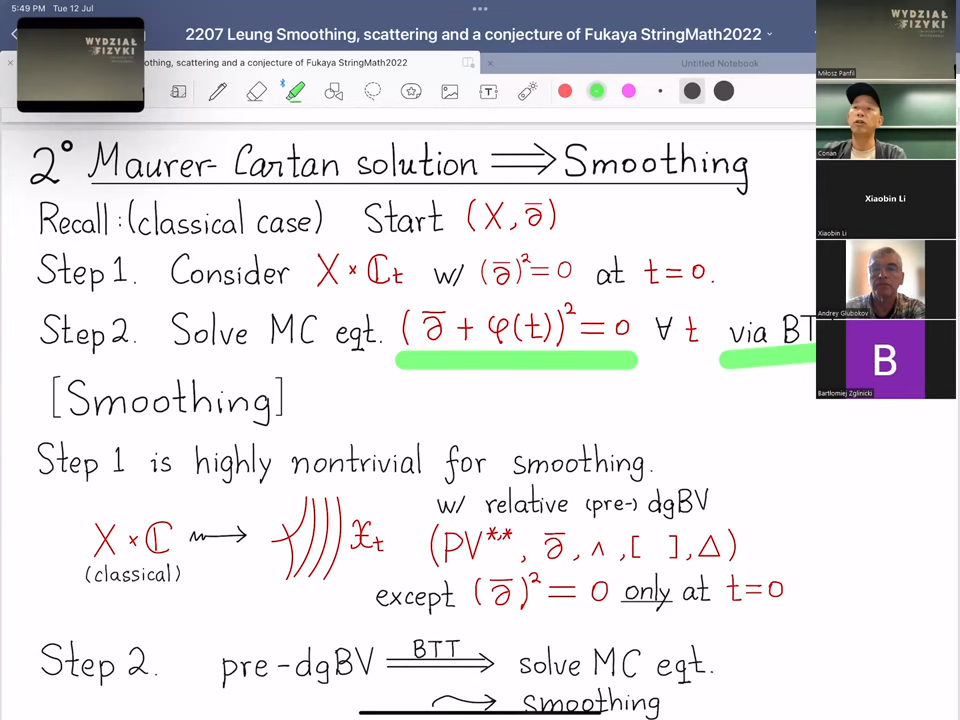 5:49 PM Tue 12 Jul
2207 Leung Smoothing, scattering and a conjecture of Fukaya StringMath2022
othing, scattering and a conjecture of Fukaya StringMath2022
Untitled Notebook
WYDZIAŁ
FIZYKI
WYDZIAŁ
FIZYKI
Miłosz Panfil
Conan
Xiaobin Li
Xiaobin Li
Andrey Glubokov
B
Bartłomiej Zglinicki
2° Maurer-Cartan solution ⟹ Smoothing
Recall: (classical case) Start (X, ∂̄)
Step 1. Consider X × ℂt w/ (∂̄)² = 0 at t = 0.
Step 2. Solve MC eqt. (∂̄ + φ(t))² = 0 ∀ t via BT
[Smoothing]
Step 1 is highly nontrivial for smoothing.
w/ relative (pre-) dgBV
X × ℂ ⟿ 𝒳t (PV*,*, ∂̄, ∧, [ ], Δ)
(classical)
except (∂̄)² = 0 only at t = 0
Step 2. pre-dgBV ⟹ BTT solve MC eqt.
⟿ smoothing